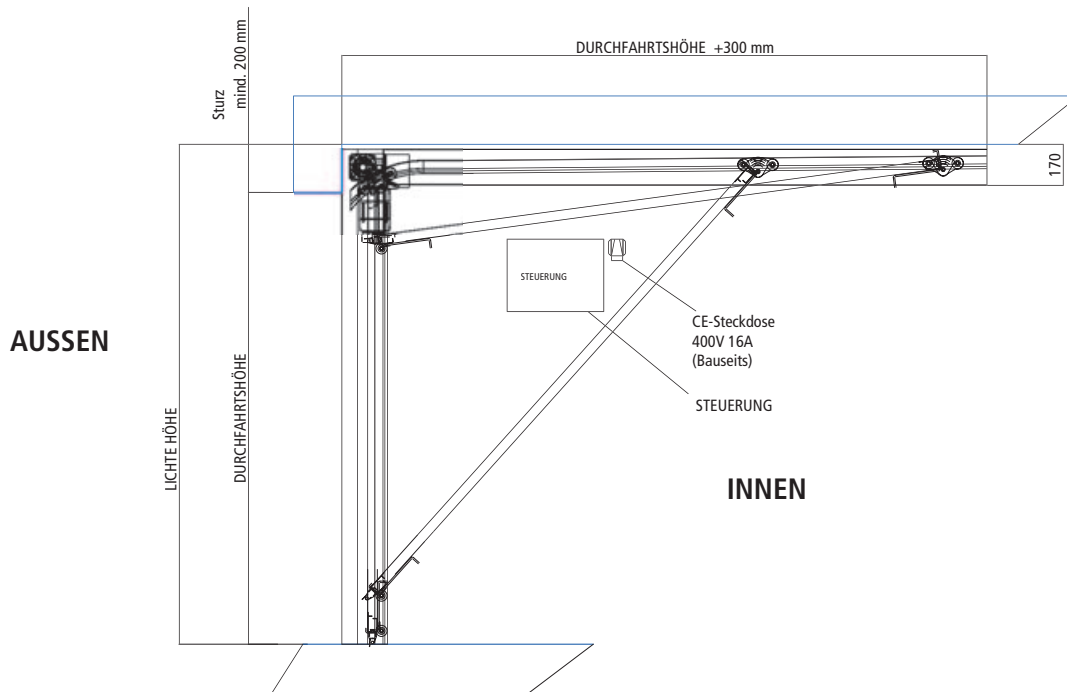 DURCHFAHRTSHÖHE +300 mm
Sturz
mind. 200 mm
170
STEUERUNG
CE-Steckdose
400V 16A
(Bauseits)
STEUERUNG
AUSSEN
LICHTE HÖHE
DURCHFAHRTSHÖHE
INNEN